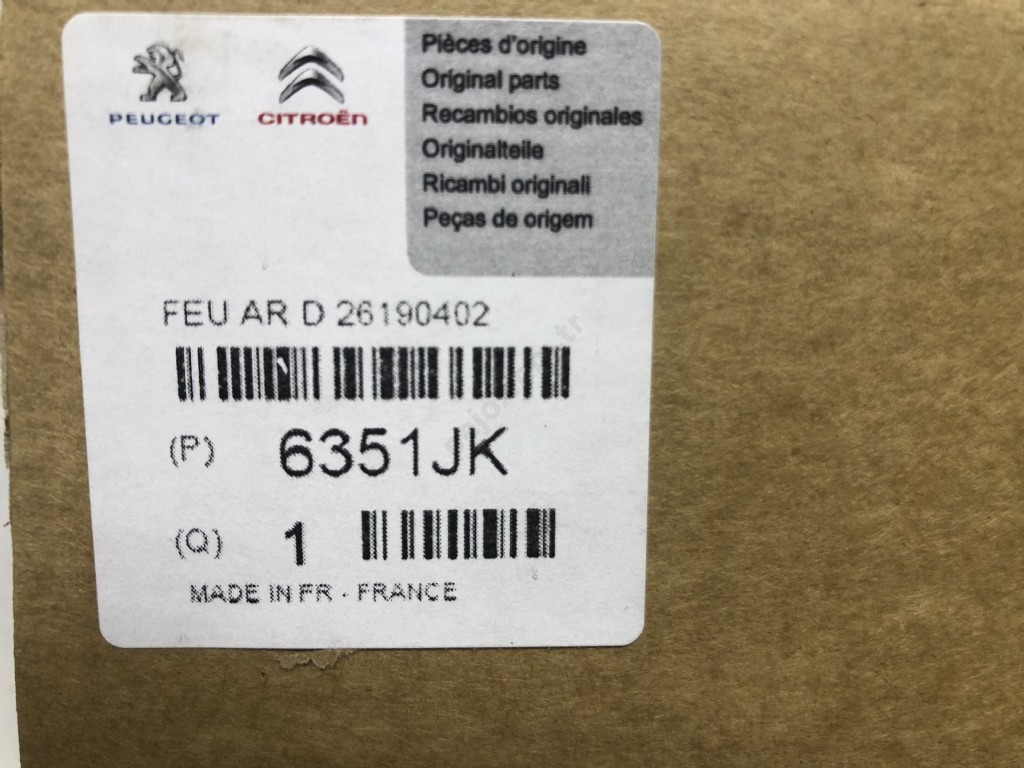 PEUGEOT
CITROËN
Pièces d'origine
Original parts
Recambios originales
Originalteile
Ricambi originali
Peças de origem
FEU AR D 26190402
(P) 6351JK
(Q) 1
MADE IN FR - FRANCE